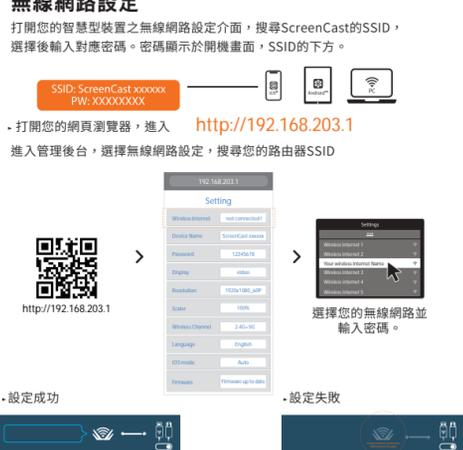 無線網路設定
打開您的智慧型裝置之無線網路設定介面，搜尋ScreenCast的SSID，
選擇後輸入對應密碼。密碼顯示於開機畫面，SSID的下方。
SSID: ScreenCast xxxxxx
PW: XXXXXXXX
iOS
Android™
PC
打開您的網頁瀏覽器，進入 http://192.168.203.1
進入管理後台，選擇無線網路設定，搜尋您的路由器SSID
192.168.203.1
Setting
Wireless Internet not connected!
Device Name ScreenCast xxxxxx
Password 12345678
Display video
Resolution 1920x1080_60P
Scaler 100%
Wireless Channel 2.4G+5G
Language English
iOS mode Auto
Firmware Firmware up to date
http://192.168.203.1
Settings
Wireless Internet 1
Wireless Internet 2
Your wireless Internet Name
Wireless Internet 3
Wireless Internet 4
Wireless Internet 5
選擇您的無線網路並
輸入密碼。
設定成功
設定失敗